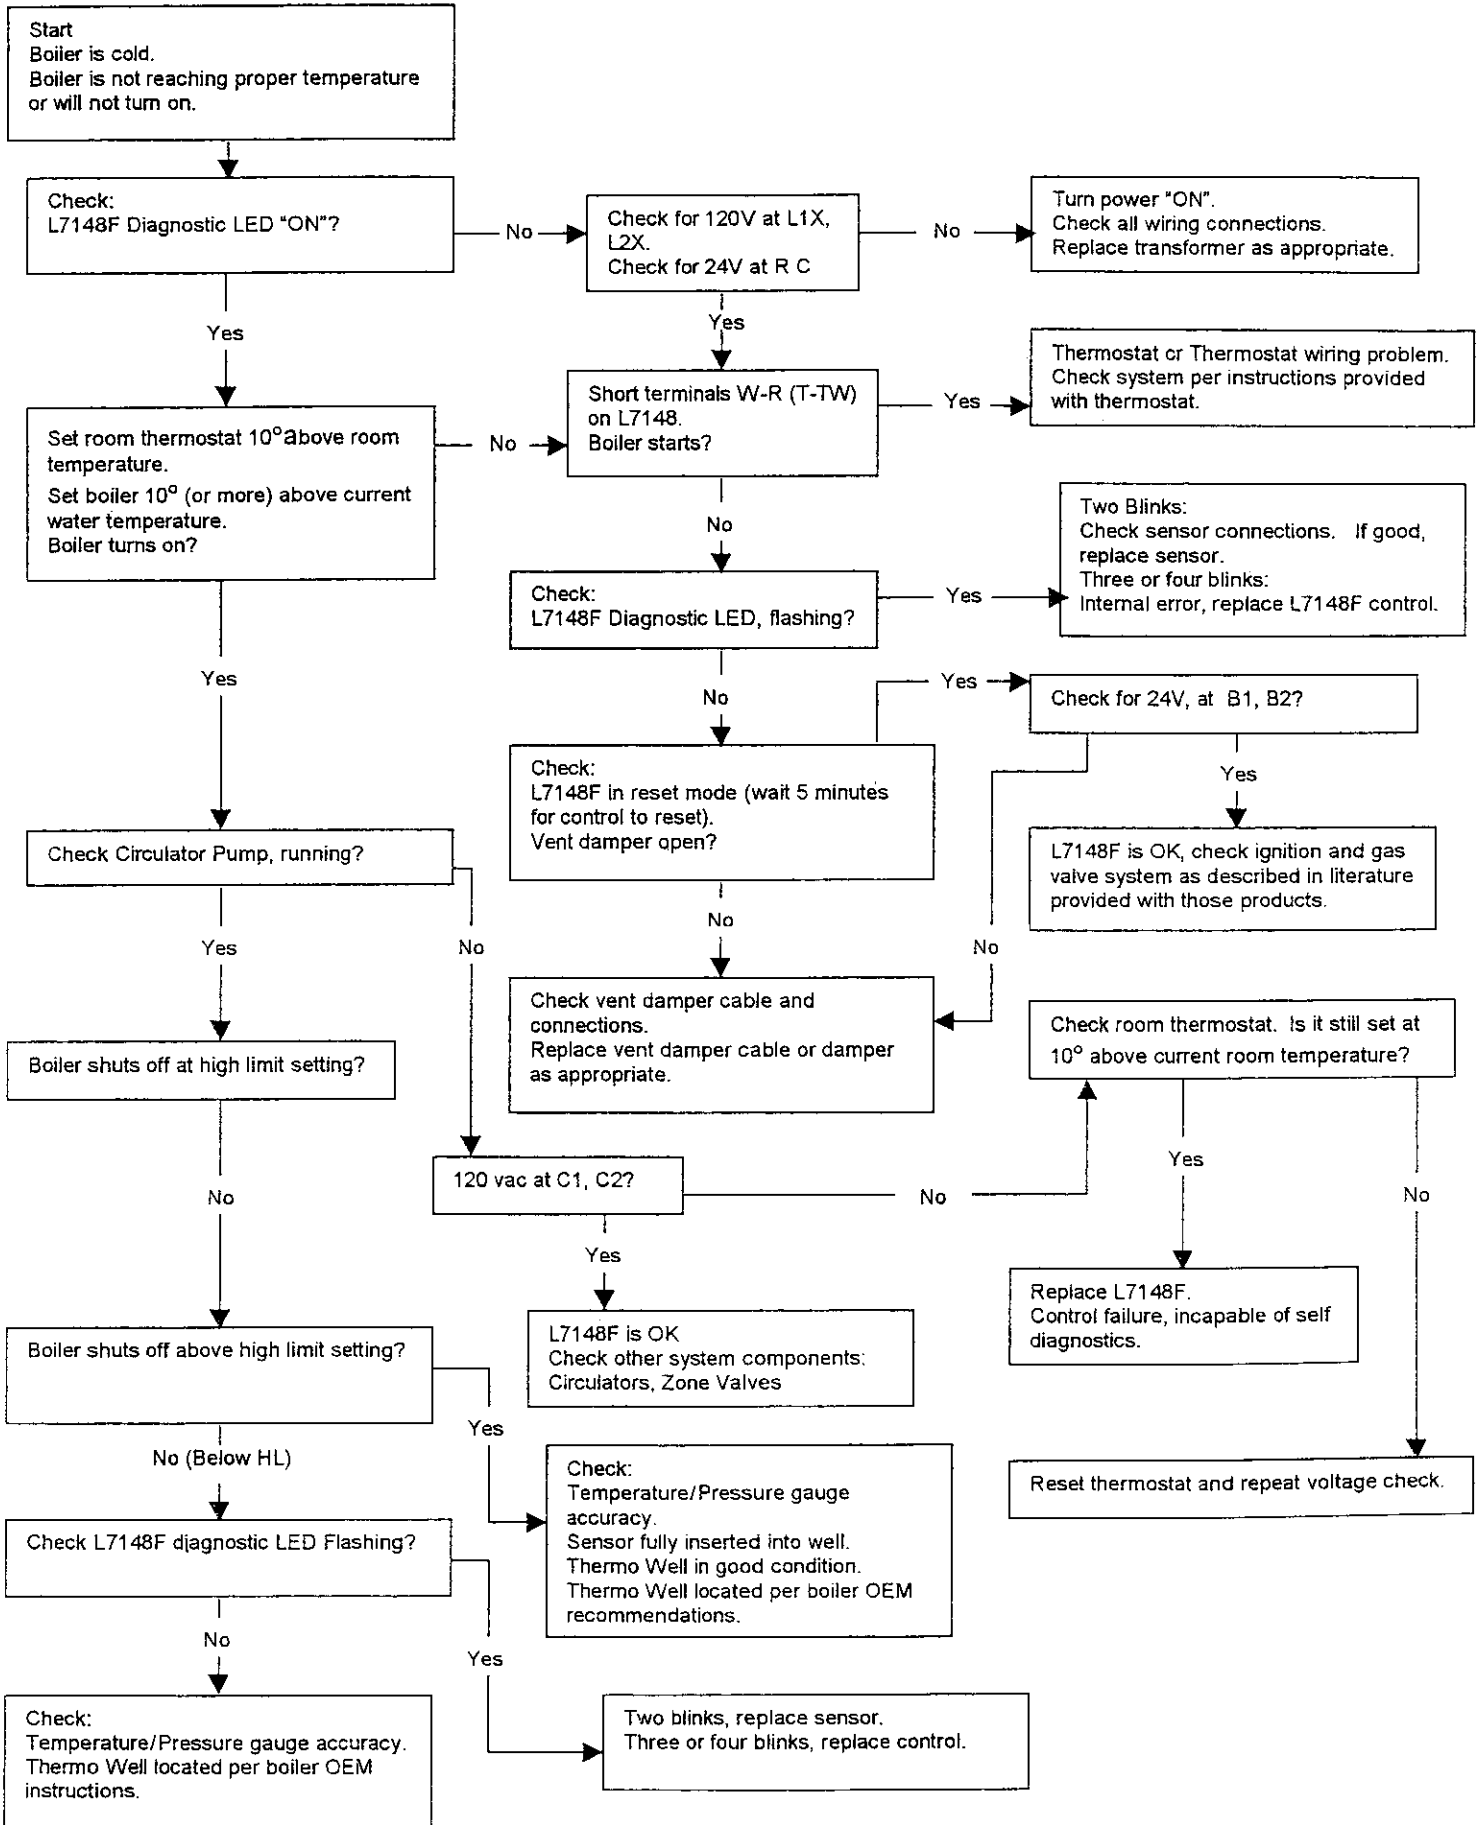 Start
Boiler is cold.
Boiler is not reaching proper temperature
or will not turn on.
Check:
L7148F Diagnostic LED "ON"?
No
Check for 120V at L1X,
L2X.
Check for 24V at R C
No
Turn power "ON".
Check all wiring connections.
Replace transformer as appropriate.
Yes
Yes
Set room thermostat 10° above room
temperature.
Set boiler 10° (or more) above current
water temperature.
Boiler turns on?
No
Short terminals W-R (T-TW)
on L7148.
Boiler starts?
Yes
Thermostat or Thermostat wiring problem.
Check system per instructions provided
with thermostat.
No
Check:
L7148F Diagnostic LED, flashing?
Yes
Two Blinks:
Check sensor connections. If good,
replace sensor.
Three or four blinks:
Internal error, replace L7148F control.
Yes
No
Check:
L7148F in reset mode (wait 5 minutes
for control to reset).
Vent damper open?
Yes
Check for 24V, at B1, B2?
Yes
L7148F is OK, check ignition and gas
valve system as described in literature
provided with those products.
No
No
Check vent damper cable and
connections.
Replace vent damper cable or damper
as appropriate.
Check Circulator Pump, running?
Yes
No
Boiler shuts off at high limit setting?
120 vac at C1, C2?
No
Check room thermostat. Is it still set at
10° above current room temperature?
Yes
No
Replace L7148F.
Control failure, incapable of self
diagnostics.
Reset thermostat and repeat voltage check.
Yes
L7148F is OK
Check other system components:
Circulators, Zone Valves
No
Boiler shuts off above high limit setting?
Yes
Check:
Temperature/Pressure gauge
accuracy.
Sensor fully inserted into well.
Thermo Well in good condition.
Thermo Well located per boiler OEM
recommendations.
No (Below HL)
Check L7148F diagnostic LED Flashing?
Yes
Two blinks, replace sensor.
Three or four blinks, replace control.
No
Check:
Temperature/Pressure gauge accuracy.
Thermo Well located per boiler OEM
instructions.